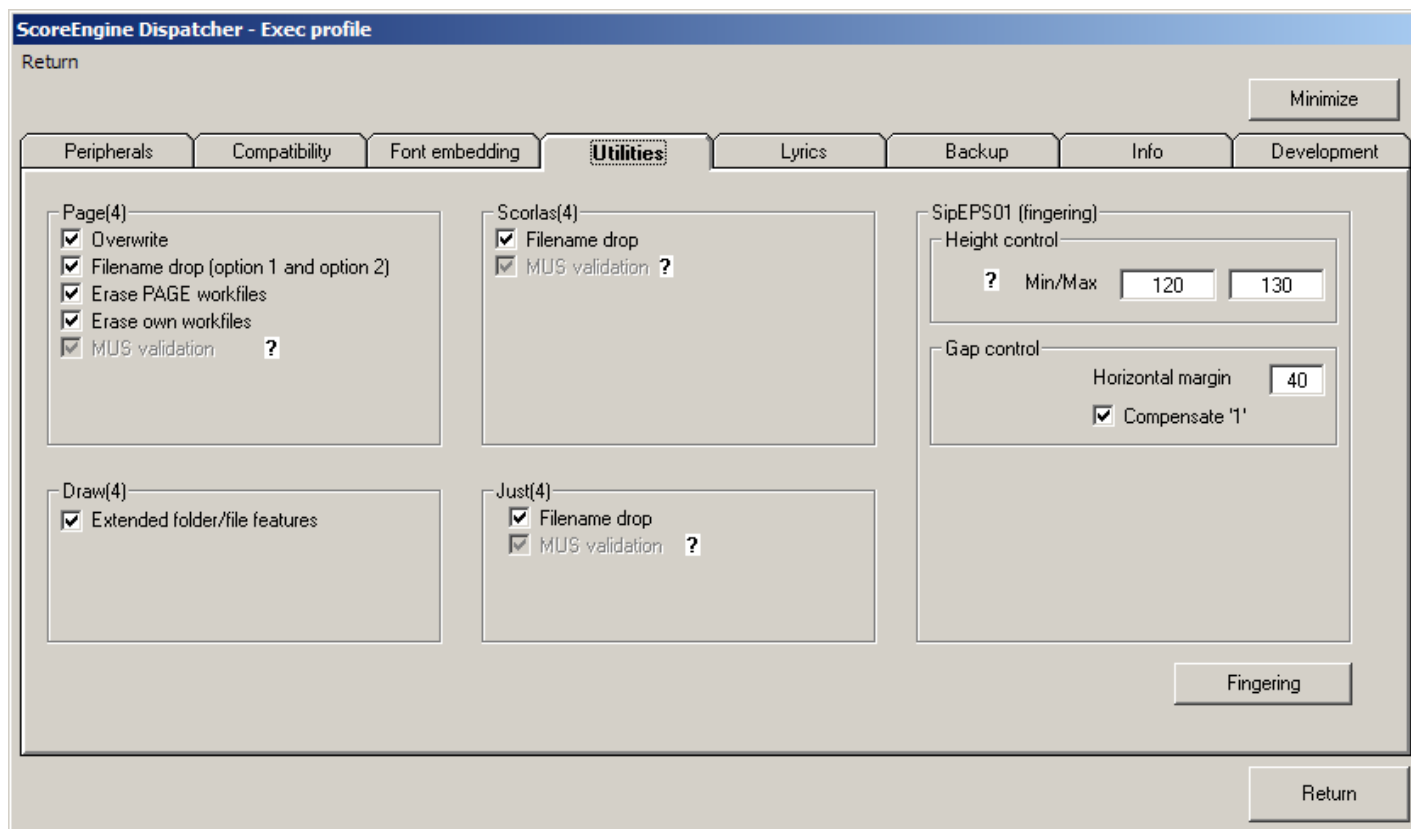 ScoreEngine Dispatcher - Exec profile
Return
Minimize
Peripherals
Compatibility
Font embedding
Utilities
Lyrics
Backup
Info
Development
Page(4)
Overwrite
Filename drop (option 1 and option 2)
Erase PAGE workfiles
Erase own workfiles
MUS validation ?
Scorlas(4)
Filename drop
MUS validation ?
SipEPS01 (fingering)
Height control
? Min/Max 120 130
Gap control
Horizontal margin 40
Compensate '1'
Draw(4)
Extended folder/file features
Just(4)
Filename drop
MUS validation ?
Fingering
Return